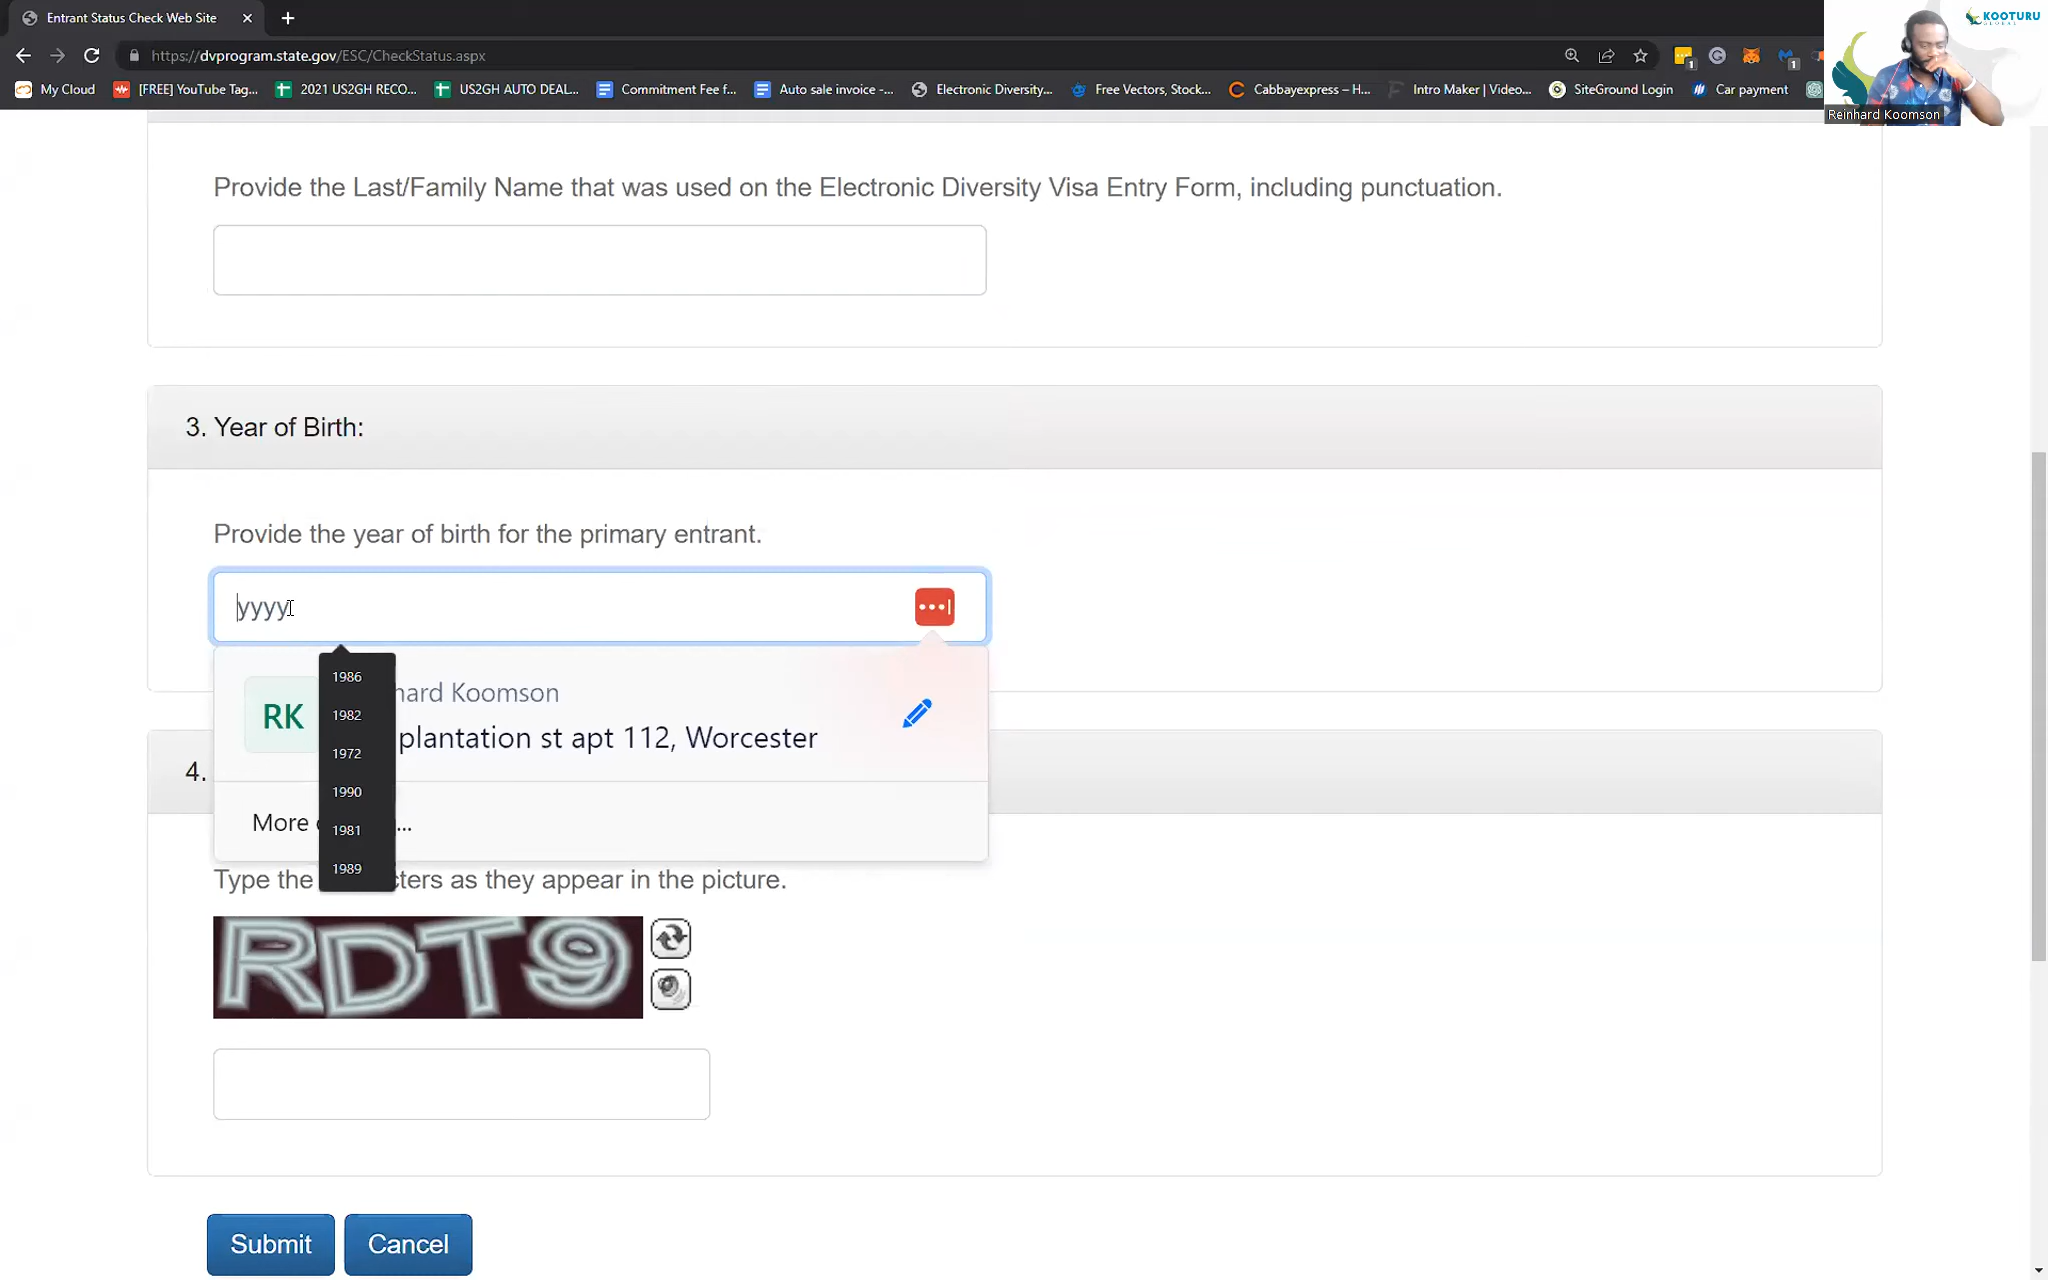 Entrant Status Check Web Site
https://dvprogram.state.gov/ESC/CheckStatus.aspx
My Cloud
[FREE] YouTube Tag...
2021 US2GH RECO...
US2GH AUTO DEAL...
Commitment Fee f...
Auto sale invoice -...
Electronic Diversity...
Free Vectors, Stock...
Cabbayexpress – H...
Intro Maker | Video...
SiteGround Login
Car payment
KOOTURU
GLOBAL
Reinhard Koomson
Provide the Last/Family Name that was used on the Electronic Diversity Visa Entry Form, including punctuation.
3. Year of Birth:
Provide the year of birth for the primary entrant.
yyyy
RK
hard Koomson
plantation st apt 112, Worcester
More
...
1986
1982
1972
1990
1981
1989
4.
Type the
cters as they appear in the picture.
RDT9
Submit
Cancel